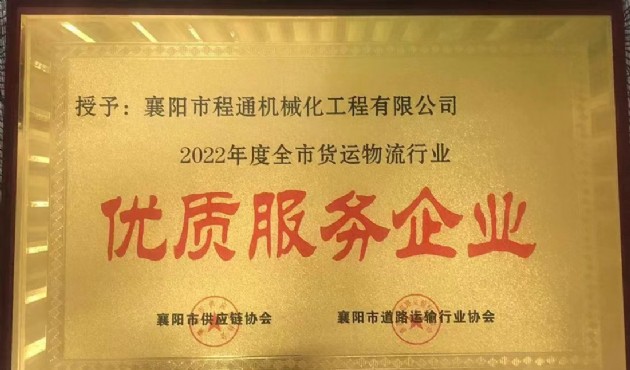 授予：襄阳市程通机械化工程有限公司
2022年度全市货运物流行业
优质服务企业
襄阳市供应链协会
襄阳市道路运输行业协会